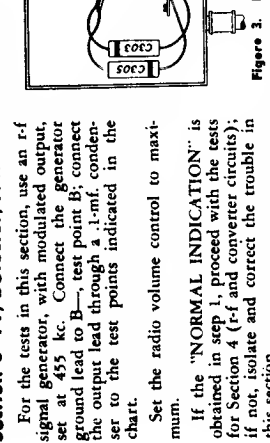 For the tests in this section, use an r-f
signal generator, with modulated output,
set at 455 kc. Connect the generator
ground lead to B—, test point B; connect
the output lead through a .1-mf. conden-
ser to the test points indicated in the
chart.
Set the radio volume control to maxi-
mum.
If the "NORMAL INDICATION" is
obtained in step 1, proceed with the tests
for Section 4 (r-f and converter circuits);
if not, isolate and correct the trouble in
this section.
C303
C305
Figure 3.